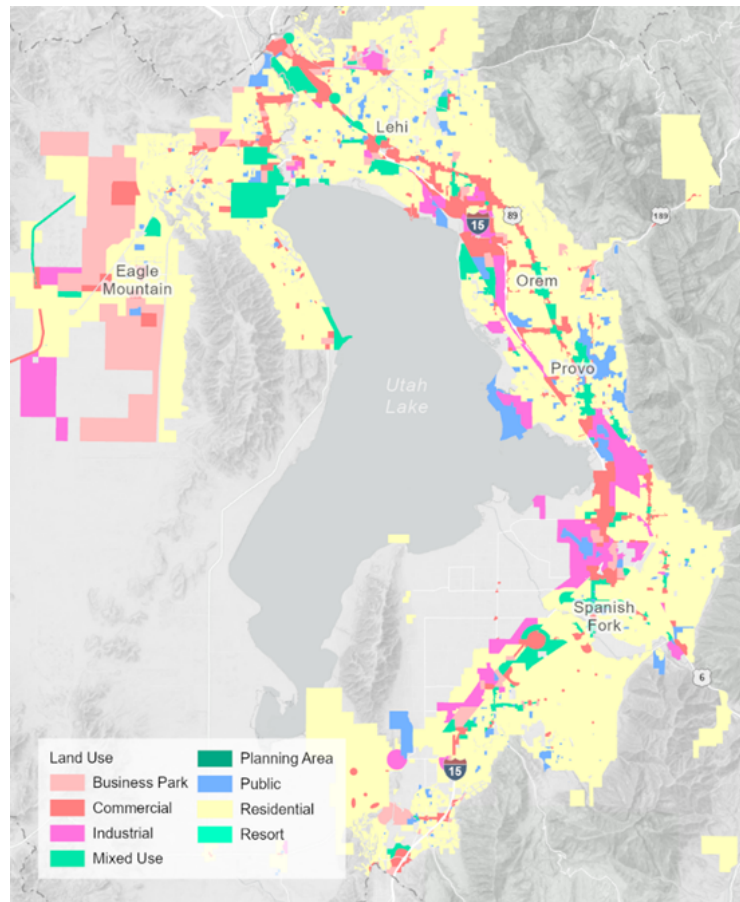 Lehi
15
89
189
Eagle
Mountain
Orem
Provo
Utah
Lake
Spanish
Fork
6
15
Land Use
Business Park
Commercial
Industrial
Mixed Use
Planning Area
Public
Residential
Resort